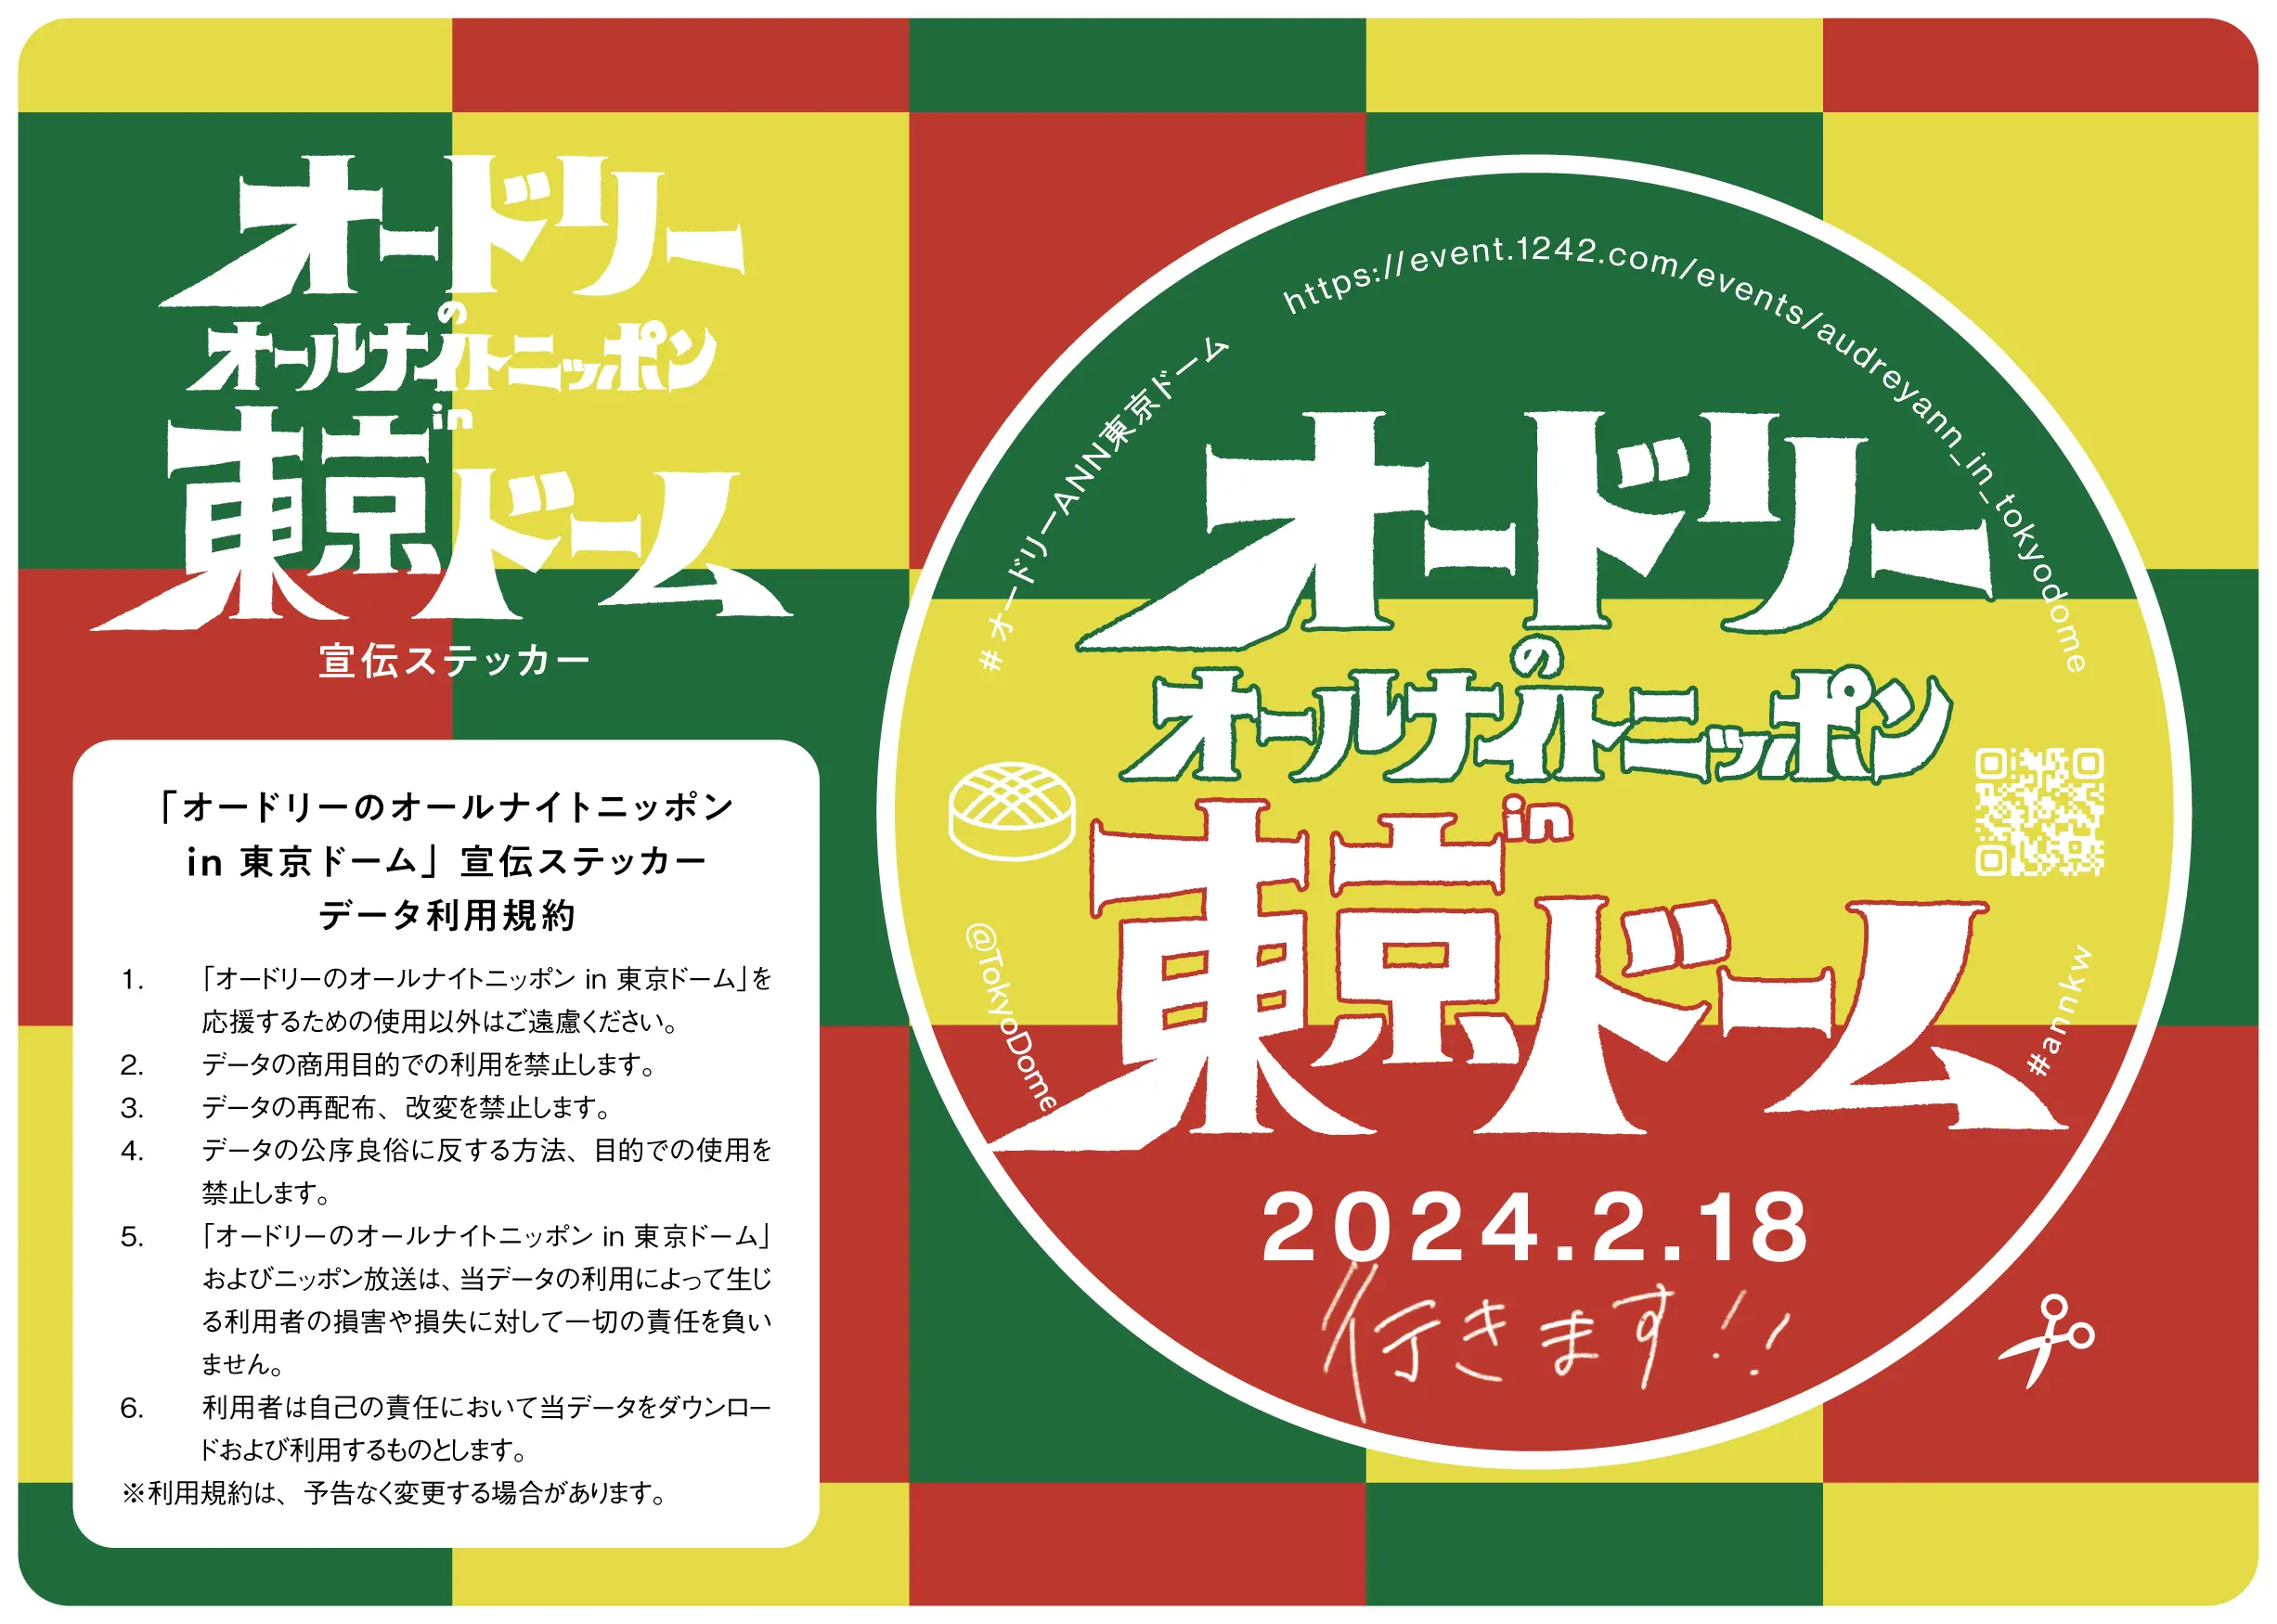 オードリー
の
オールナイトニッポン
in
東京ドーム
宣伝ステッカー
「オードリーのオールナイトニッポン
in 東京ドーム」宣伝ステッカー
データ利用規約
1. 「オードリーのオールナイトニッポン in 東京ドーム」を
応援するための使用以外はご遠慮ください。
2. データの商用目的での利用を禁止します。
3. データの再配布、改変を禁止します。
4. データの公序良俗に反する方法、目的での使用を
禁止します。
5. 「オードリーのオールナイトニッポン in 東京ドーム」
およびニッポン放送は、当データの利用によって生じ
る利用者の損害や損失に対して一切の責任を負い
ません。
6. 利用者は自己の責任において当データをダウンロー
ドおよび利用するものとします。
※利用規約は、予告なく変更する場合があります。
#オードリーANN東京ドーム
https://event.1242.com/events/audreyann_in_tokyodome
オードリー
の
オールナイトニッポン
in
東京ドーム
@TokyoDome
#annkw
2024.2.18
行きます!!